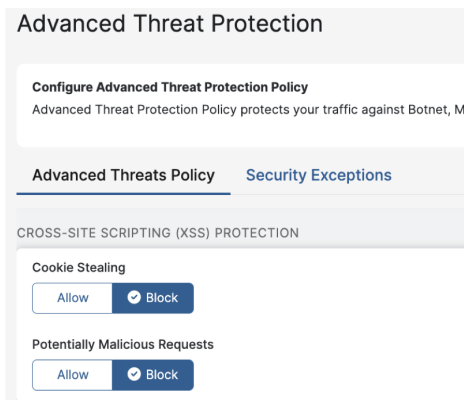 Advanced Threat Protection
Configure Advanced Threat Protection Policy
Advanced Threat Protection Policy protects your traffic against Botnet, M
Advanced Threats Policy Security Exceptions
CROSS-SITE SCRIPTING (XSS) PROTECTION
Cookie Stealing
Allow Block
Potentially Malicious Requests
Allow Block